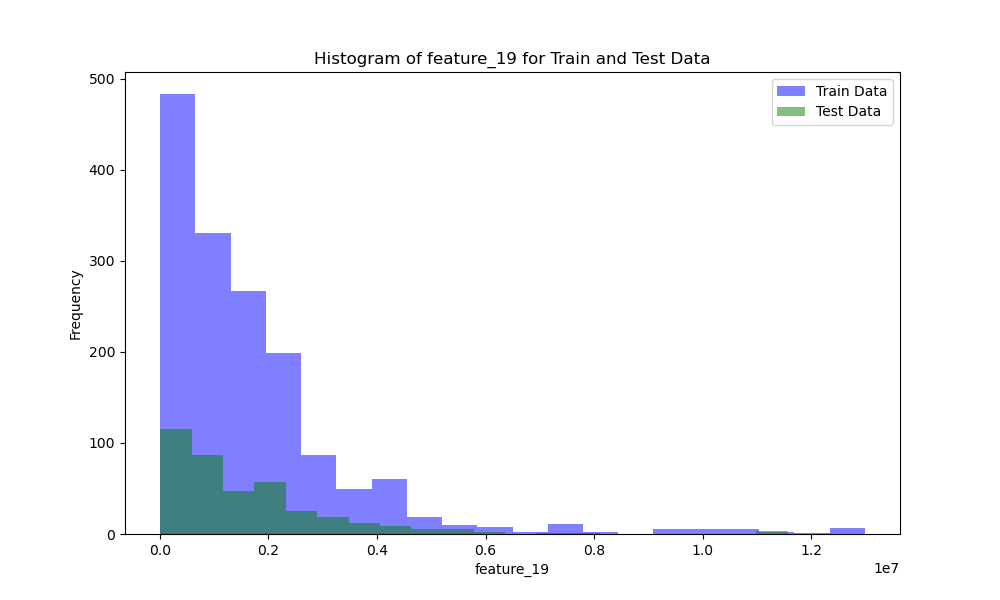 Histogram of feature_19 for Train and Test Data
Train Data
Test Data
500
400
300
200
100
0
Frequency
0.0 0.2 0.4 0.6 0.8 1.0 1.2
1e7
feature_19